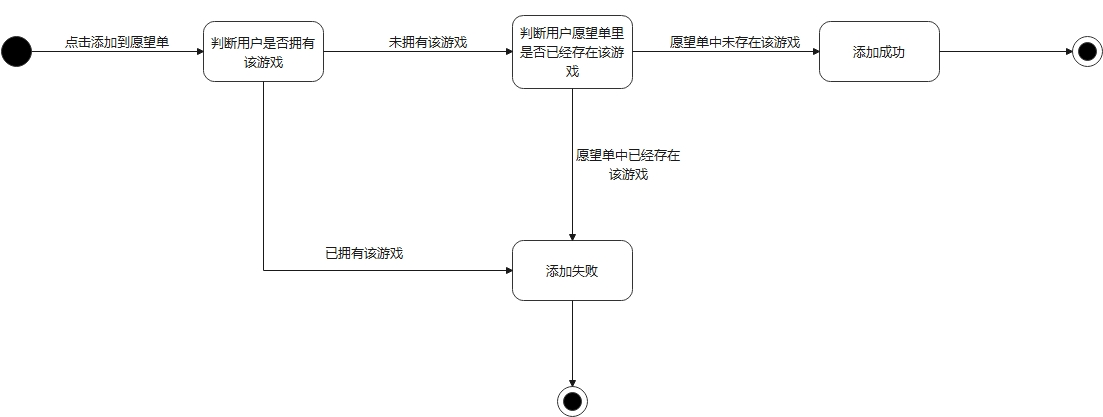 点击添加到愿望单
判断用户是否拥有
该游戏
未拥有该游戏
判断用户愿望单里
是否已经存在该游
戏
愿望单中未存在该游戏
添加成功
愿望单中已经存在
该游戏
已拥有该游戏
添加失败